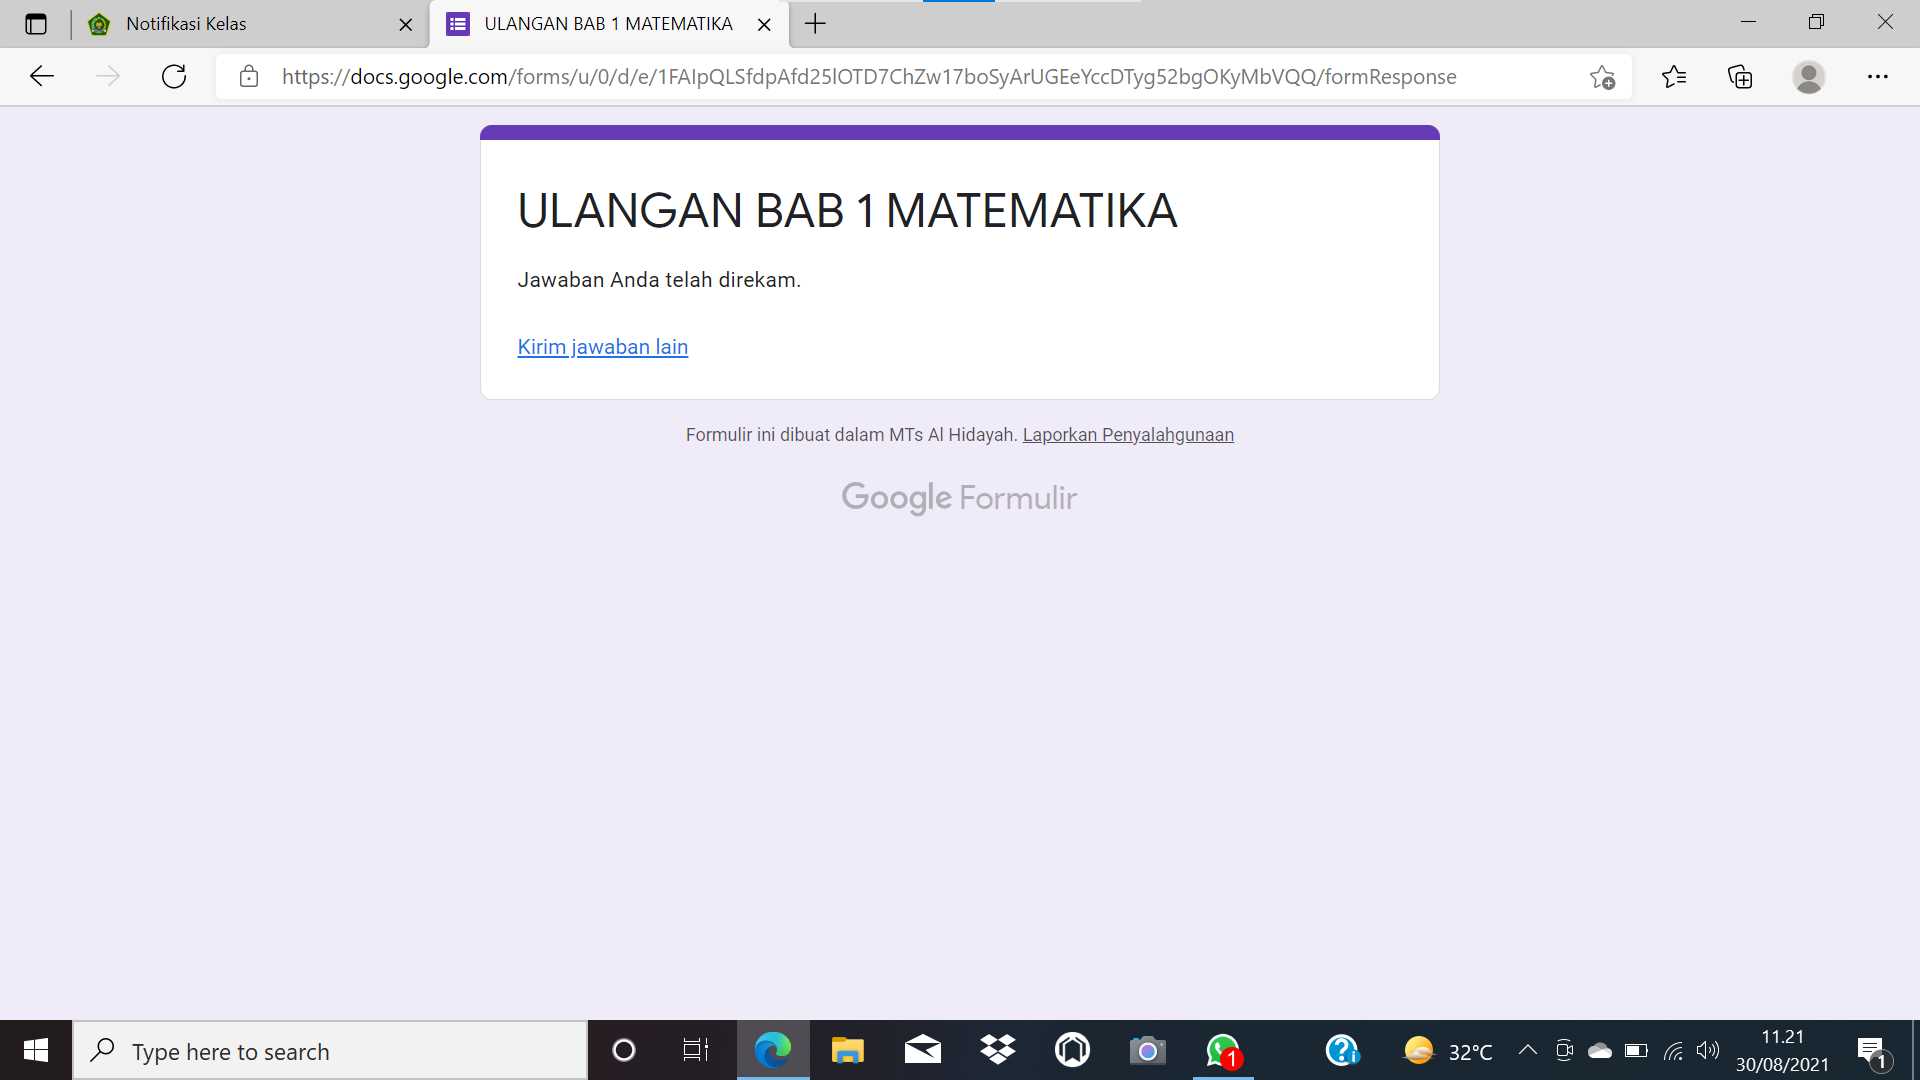 Notifikasi Kelas
ULANGAN BAB 1 MATEMATIKA
https://docs.google.com/forms/u/0/d/e/1FAIpQLSfdpAfd25lOTD7ChZw17boSyArUGEeYccDTyg52bgOKyMbVQQ/formResponse
ULANGAN BAB 1 MATEMATIKA
Jawaban Anda telah direkam.
Kirim jawaban lain
Formulir ini dibuat dalam MTs Al Hidayah. Laporkan Penyalahgunaan
Google Formulir
Type here to search
1
32°C
11.21
30/08/2021
1